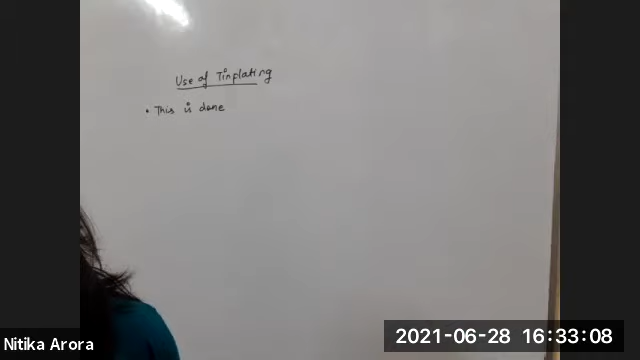 Use of Tinplating
• This is done
Nitika Arora
2021-06-28 16:33:08